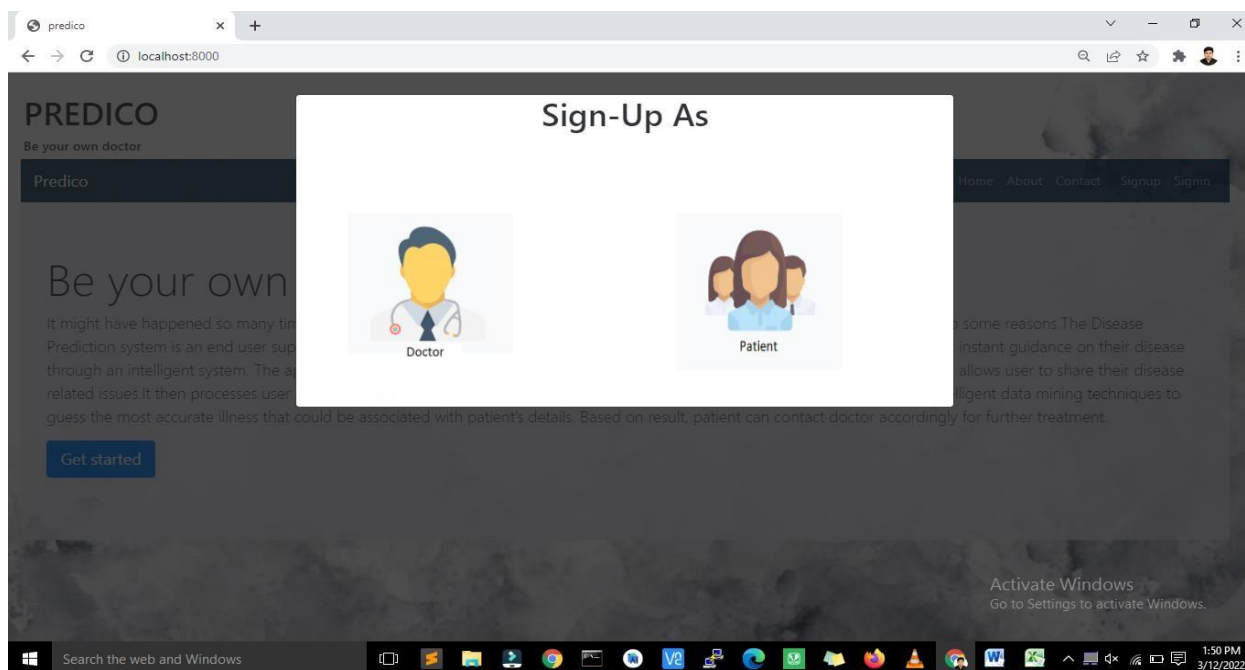 predico
localhost:8000
PREDICO
Be your own doctor
Sign-Up As
Predico
Home About Contact Signup Signin
Be your own
Doctor
Patient
It might have happened so many tim
some reasons.The Disease
Prediction system is an end user sup
instant guidance on their disease
through an intelligent system. The a
allows user to share their disease
related issues.it then processes user
lligent data mining techniques to
guess the most accurate illness that could be associated with patient's details. Based on result, patient can contact doctor accordingly for further treatment.
Get started
Activate Windows
Go to Settings to activate Windows.
Search the web and Windows
1:50 PM